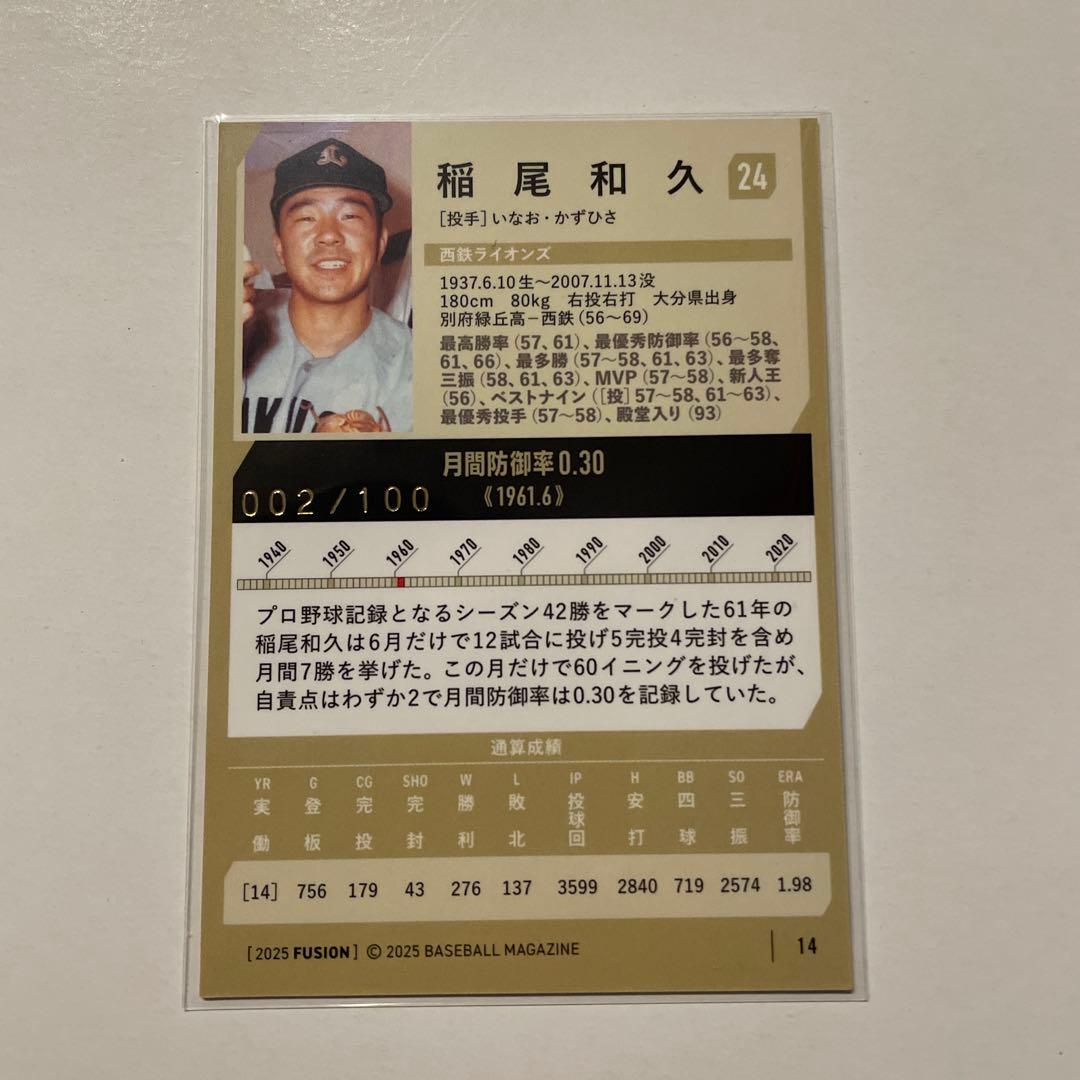 稲尾和久 24
[投手]いなお・かずひさ
西鉄ライオンズ
1937.6.10生〜2007.11.13没
180cm 80kg 右投右打 大分県出身
別府緑丘高−西鉄(56〜69)
最高勝率(57、61)、最優秀防御率(56〜58、
61、66)、最多勝(57〜58、61、63)、最多奪
三振(58、61、63)、MVP(57〜58)、新人王
(56)、ベストナイン([投]57〜58、61〜63)、
最優秀投手(57〜58)、殿堂入り(93)
月間防御率0.30
《1961.6》
002/100
1940 1950 1960 1970 1980 1990 2000 2010 2020
プロ野球記録となるシーズン42勝をマークした61年の
稲尾和久は6月だけで12試合に投げ5完投4完封を含め
月間7勝を挙げた。この月だけで60イニングを投げたが、
自責点はわずか2で月間防御率は0.30を記録していた。
通算成績
YR G CG SHO W L IP H BB SO ERA
実働 登板 完投 完封 勝利 敗北 投球回 安打 四球 三振 防御率
[14] 756 179 43 276 137 3599 2840 719 2574 1.98
[2025 FUSION] © 2025 BASEBALL MAGAZINE 14